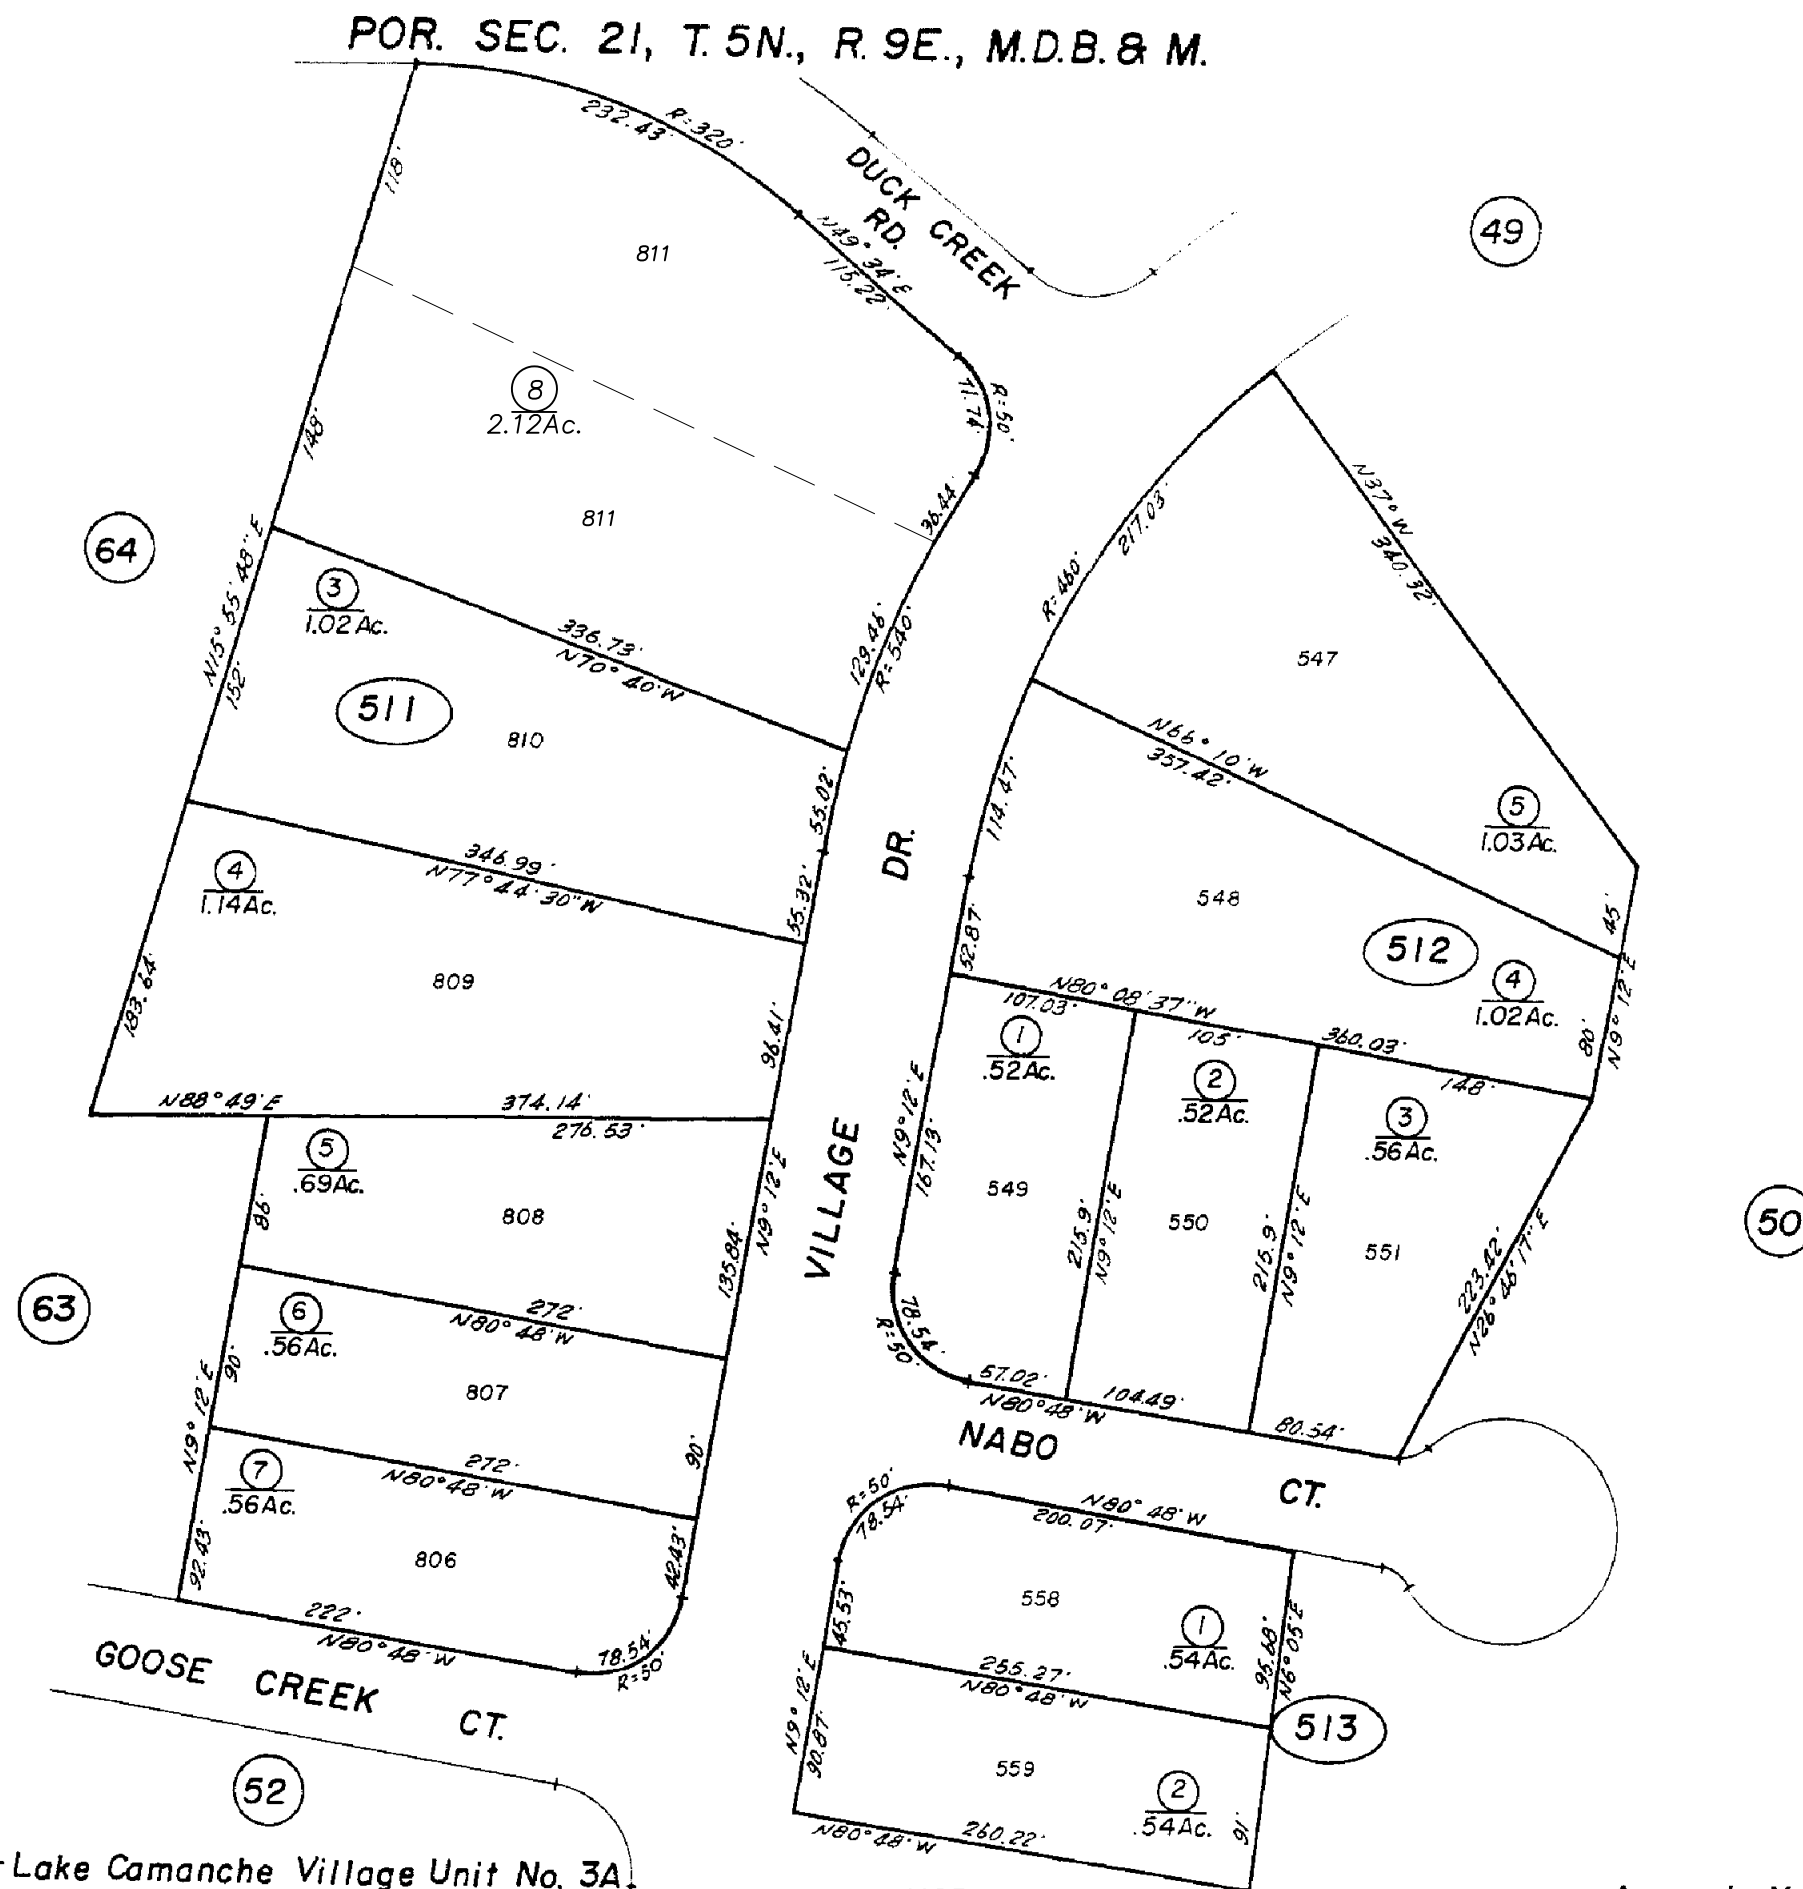 POR. SEC. 21, T. 5N., R. 9E., M.D.B. & M.
232.43'
R=320'
118'
DUCK CREEK
RD.
N49° 34' E
115.22'
49
811
8
2.12Ac.
148'
71.74'
R=50'
36.44'
811
64
N15° 55' 48" E
152'
3
1.02Ac.
336.73'
N70° 40' W
129.46'
R=540'
511
810
55.02'
346.99'
N77° 44' 30" W
55.32'
4
1.14Ac.
183.64'
809
96.41'
N88° 49' E
374.14'
276.53'
5
.69Ac.
86'
808
135.84'
N9° 12' E
63
6
.56Ac.
272'
N80° 48' W
N9° 12' E
90'
807
90'
7
.56Ac.
272'
N80° 48' W
92.43'
806
42.43'
222'
N80° 48' W
78.54'
R=50'
GOOSE CREEK CT.
52
Lake Camanche Village Unit No. 3A
VILLAGE DR.
R=460'
217.03'
N37° W
340.32'
547
N66° 10' W
357.42'
5
1.03Ac.
114.47'
45'
548
512
52.87'
4
1.02Ac.
80'
N9° 12' E
N80° 08' 37" W
107.03'
105'
360.03'
148'
1
.52Ac.
2
.52Ac.
3
.56Ac.
N9° 12' E
167.13'
549
215.9'
N9° 12' E
550
215.9'
N9° 12' E
551
223.42'
N26° 46' 17" E
50
78.54'
R=50'
57.02'
N80° 48' W
104.49'
80.54'
NABO CT.
R=50'
78.54'
N80° 48' W
200.07'
45.53'
558
1
.54Ac.
95.68'
N6° 05' E
255.27'
N80° 48' W
513
N9° 12' E
90.87'
559
2
.54Ac.
91'
N80° 48' W
260.22'